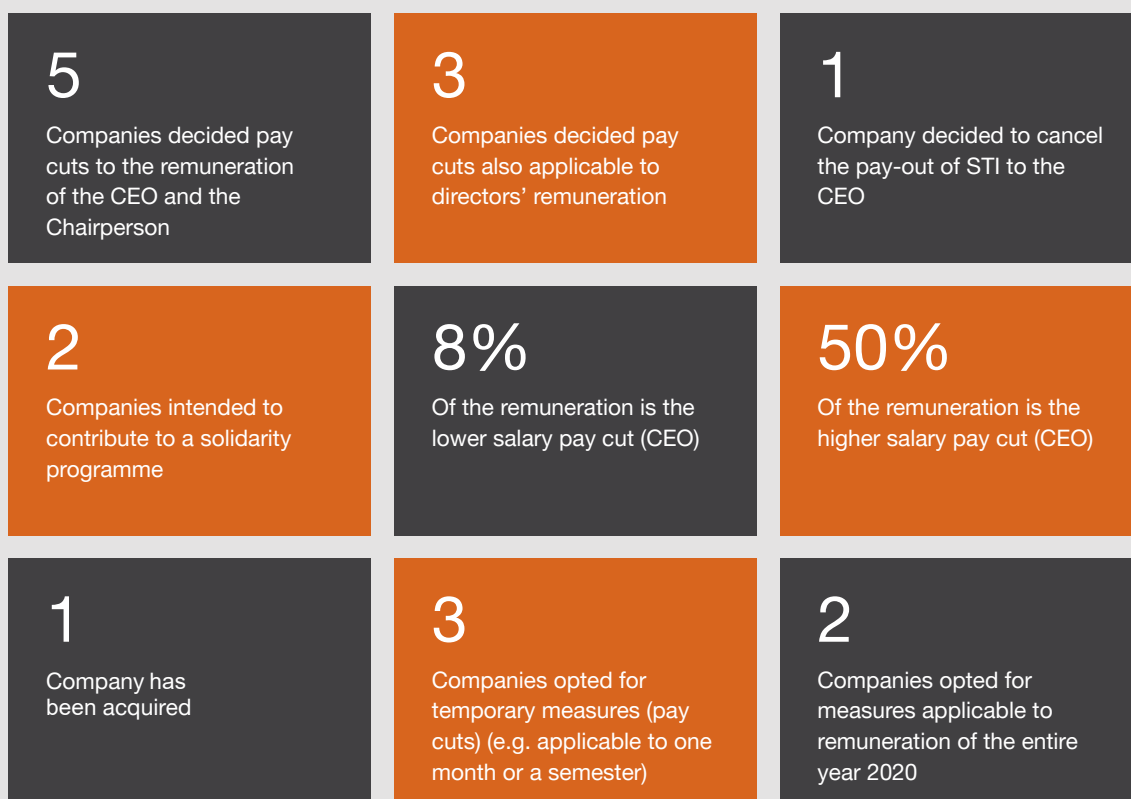 5
Companies decided pay
cuts to the remuneration
of the CEO and the
Chairperson
3
Companies decided pay
cuts also applicable to
directors’ remuneration
1
Company decided to cancel
the pay-out of STI to the
CEO
2
Companies intended to
contribute to a solidarity
programme
8%
Of the remuneration is the
lower salary pay cut (CEO)
50%
Of the remuneration is the
higher salary pay cut (CEO)
1
Company has
been acquired
3
Companies opted for
temporary measures (pay
cuts) (e.g. applicable to one
month or a semester)
2
Companies opted for
measures applicable to
remuneration of the entire
year 2020